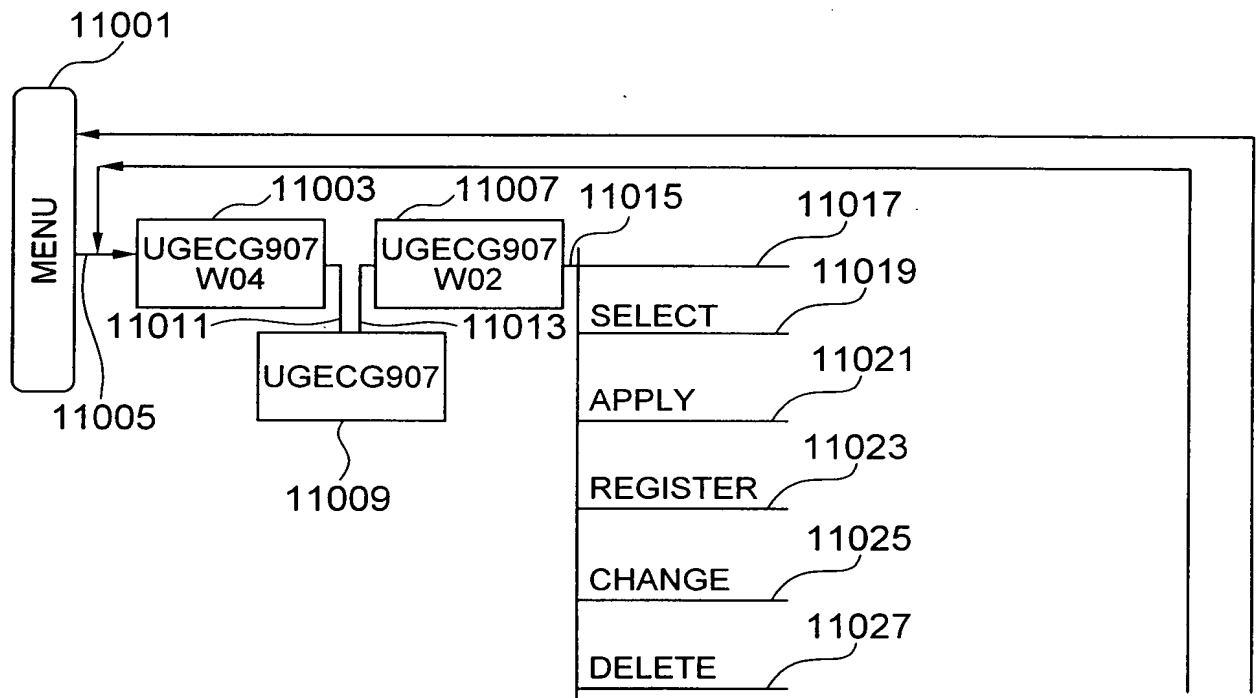 11001
MENU
11003
11007
11015
11017
UGECG907
W04
UGECG907
W02
11019
11011
11013
SELECT
UGECG907
11021
APPLY
11005
11009
11023
REGISTER
11025
CHANGE
11027
DELETE